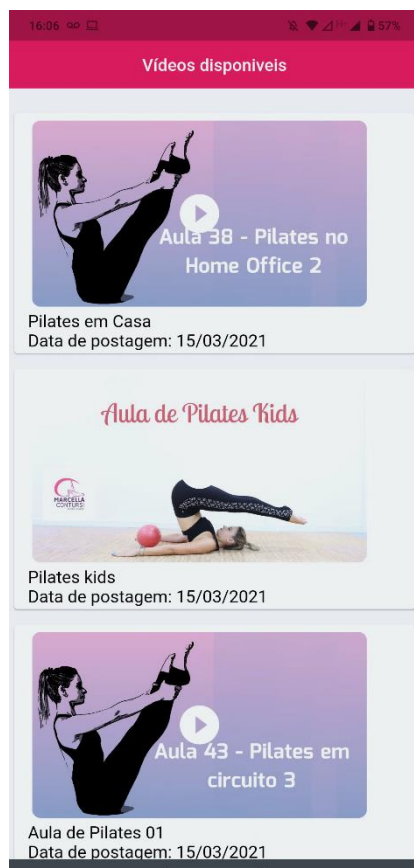 16:06
57%
Vídeos disponiveis
Aula 38 - Pilates no
Home Office 2
Pilates em Casa
Data de postagem: 15/03/2021
Aula de Pilates Kids
MARCELLA
CONTURSI
Pilates kids
Data de postagem: 15/03/2021
Aula 43 - Pilates em
circuito 3
Aula de Pilates 01
Data de postagem: 15/03/2021